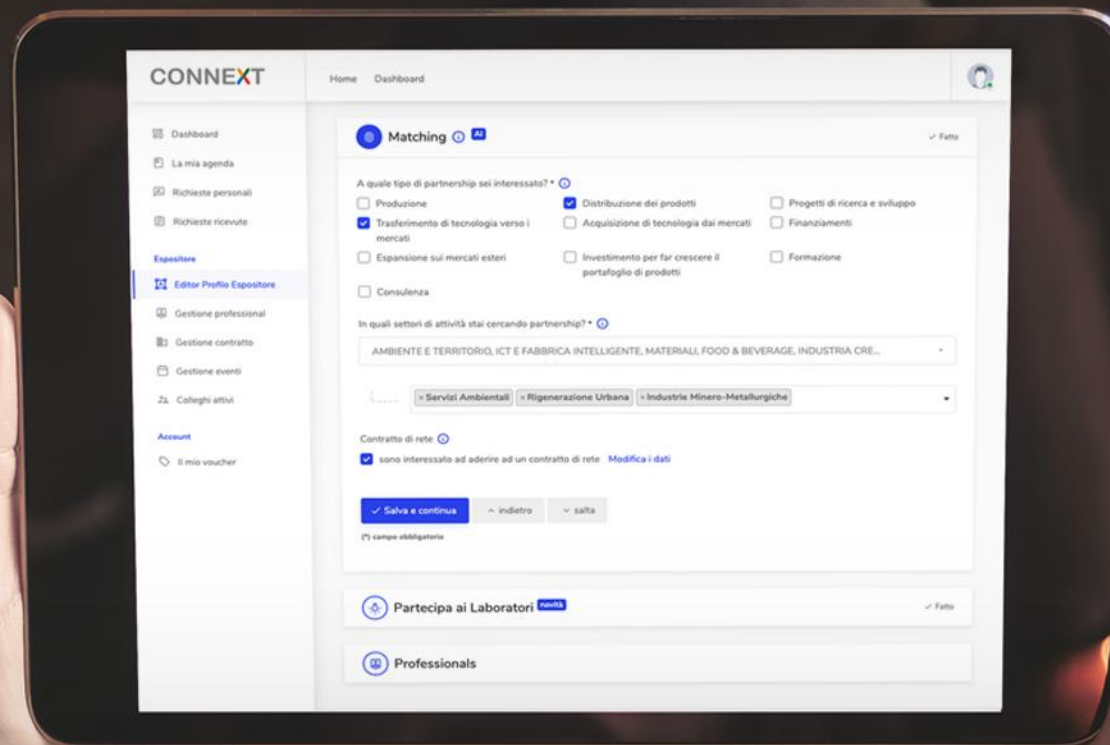 CONNEXT
Home Dashboard
Dashboard
La mia agenda
Richieste personali
Richieste ricevute
Espositore
Editor Profilo Espositore
Gestione professional
Gestione contratto
Gestione eventi
Colleghi attivi
Account
Il mio voucher
Matching AI
✓ Fatto
A quale tipo di partnership sei interessato? *
Produzione
Distribuzione dei prodotti
Progetti di ricerca e sviluppo
Trasferimento di tecnologia verso i
mercati
Acquisizione di tecnologia dai mercati
Finanziamenti
Espansione sui mercati esteri
Investimento per far crescere il
portafoglio di prodotti
Formazione
Consulenza
In quali settori di attività stai cercando partnership? *
AMBIENTE E TERRITORIO, ICT E FABBRICA INTELLIGENTE, MATERIALI, FOOD & BEVERAGE, INDUSTRIA CRE...
× Servizi Ambientali × Rigenerazione Urbana × Industrie Minero-Metallurgiche
Contratto di rete
sono interessato ad aderire ad un contratto di rete Modifica i dati
✓ Salva e continua
indietro
salta
(*) campo obbligatorio
Partecipa ai Laboratori novità
✓ Fatto
Professionals